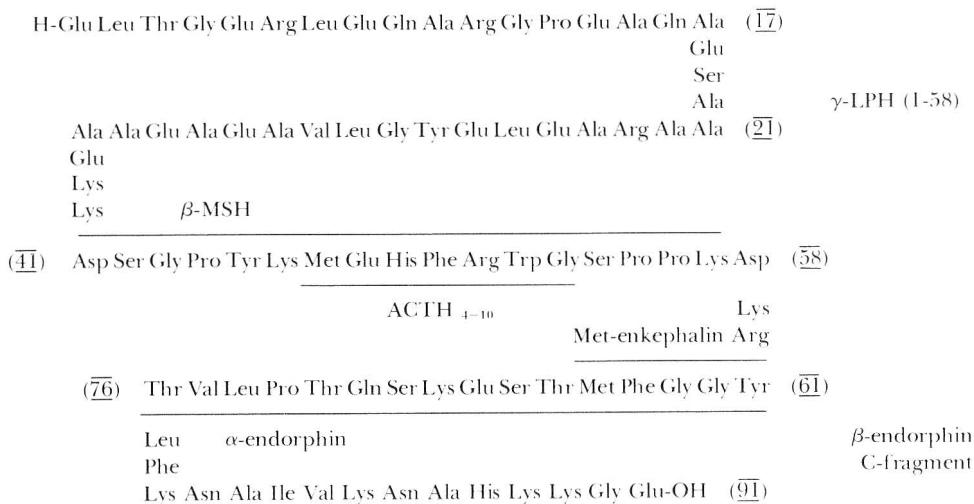 H-Glu Leu Thr Gly Glu Arg Leu Glu Gln Ala Arg Gly Pro Glu Ala Gln Ala (17)
Glu
Ser
Ala γ-LPH (1-58)
Ala Ala Glu Ala Glu Ala Val Leu Gly Tyr Glu Leu Glu Ala Arg Ala Ala (21)
Glu
Lys
Lys β-MSH
(41) Asp Ser Gly Pro Tyr Lys Met Glu His Phe Arg Trp Gly Ser Pro Pro Lys Asp (58)
ACTH 4–10 Lys
Met-enkephalin Arg
(76) Thr Val Leu Pro Thr Gln Ser Lys Glu Ser Thr Met Phe Gly Gly Tyr (61)
Leu α-endorphin β-endorphin
Phe C-fragment
Lys Asn Ala Ile Val Lys Asn Ala His Lys Lys Gly Glu-OH (91)